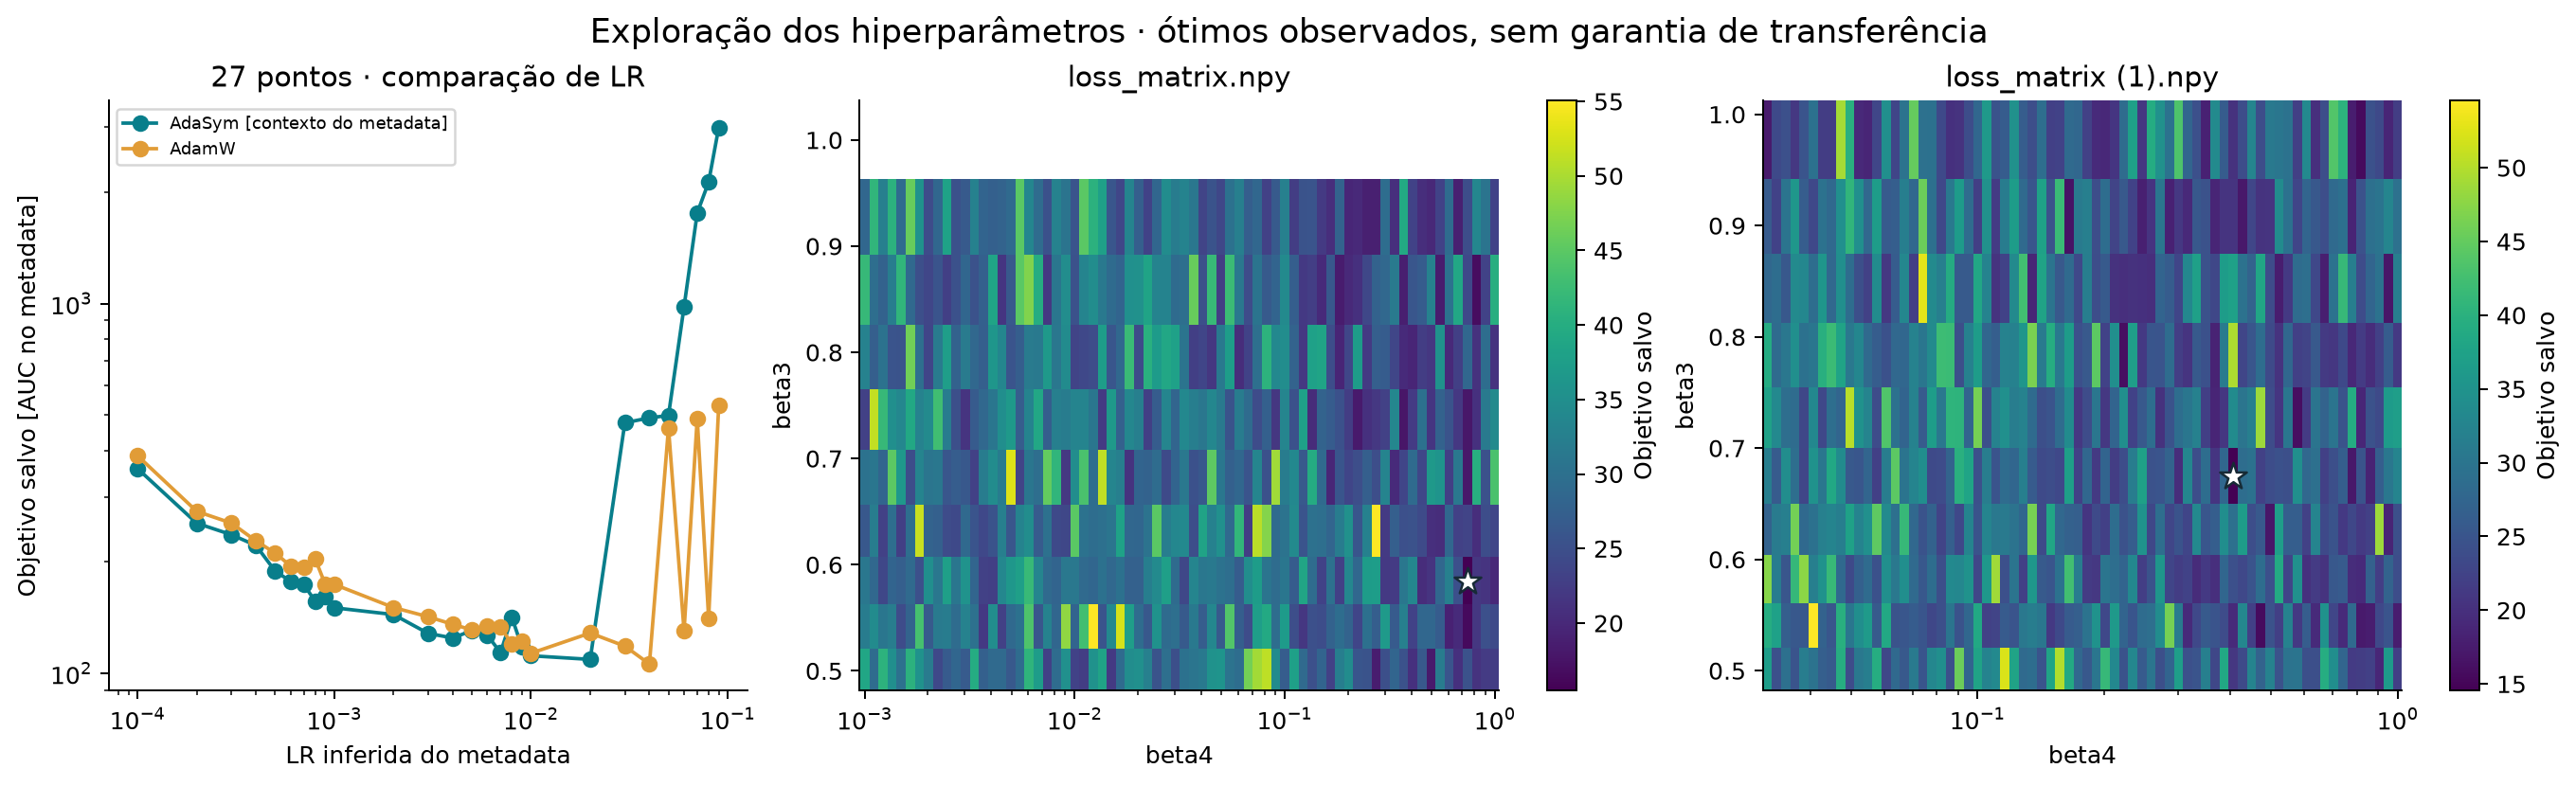 Exploração dos hiperparâmetros · ótimos observados, sem garantia de transferência
27 pontos · comparação de LR
AdaSym [contexto do metadata]
AdamW
Objetivo salvo [AUC no metadata]
10³
10²
10⁻⁴
10⁻³
10⁻²
10⁻¹
LR inferida do metadata
loss_matrix.npy
beta3
1.0
0.9
0.8
0.7
0.6
0.5
10⁻³
10⁻²
10⁻¹
10⁰
beta4
55
50
45
40
35
30
25
20
Objetivo salvo
loss_matrix (1).npy
beta3
1.0
0.9
0.8
0.7
0.6
0.5
10⁻¹
10⁰
beta4
50
45
40
35
30
25
20
15
Objetivo salvo